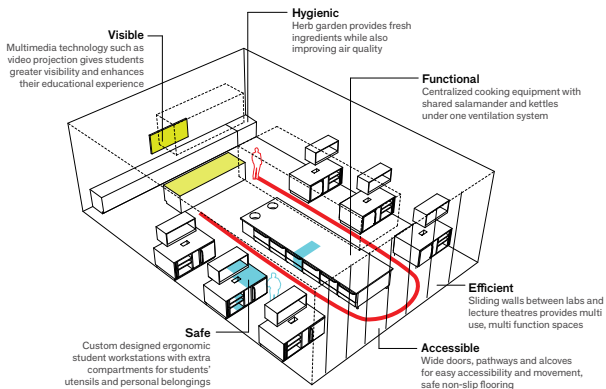 Hygienic
Herb garden provides fresh
ingredients while also
improving air quality
Visible
Multimedia technology such as
video projection gives students
greater visibility and enhances
their educational experience
Functional
Centralized cooking equipment with
shared salamander and kettles
under one ventilation system
Efficient
Sliding walls between labs and
lecture theatres provides multi
use, multi function spaces
Safe
Custom designed ergonomic
student workstations with extra
compartments for students’
utensils and personal belongings
Accessible
Wide doors, pathways and alcoves
for easy accessibility and movement,
safe non-slip flooring